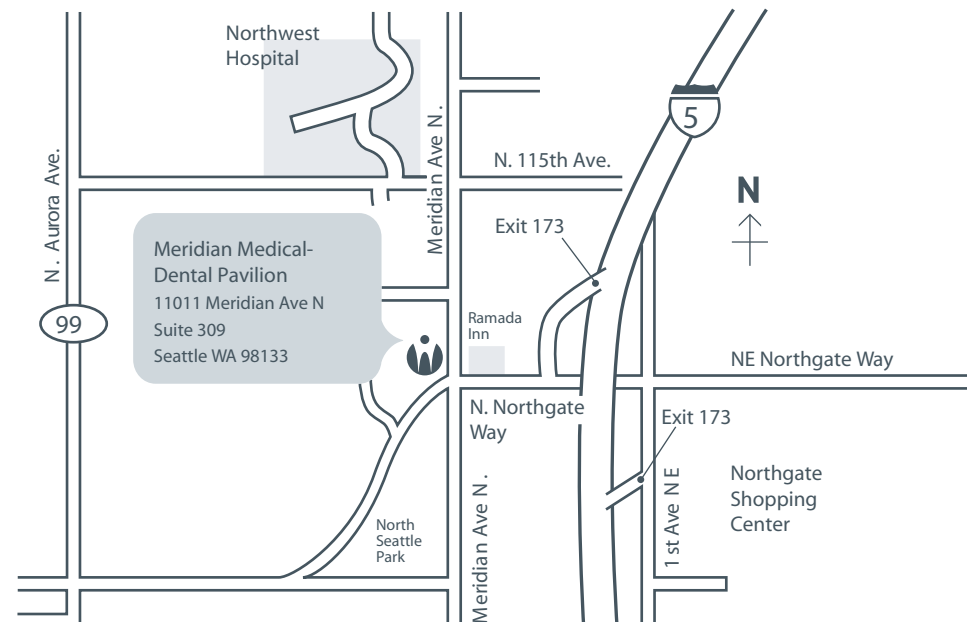 Northwest
Hospital
5
N. Aurora Ave.
Meridian Ave N.
N. 115th Ave.
N
Exit 173
Meridian Medical-
Dental Pavilion
11011 Meridian Ave N
Suite 309
Seattle WA 98133
99
Ramada
Inn
NE Northgate Way
N. Northgate
Way
Exit 173
Northgate
Shopping
Center
1st Ave NE
Meridian Ave N.
North
Seattle
Park